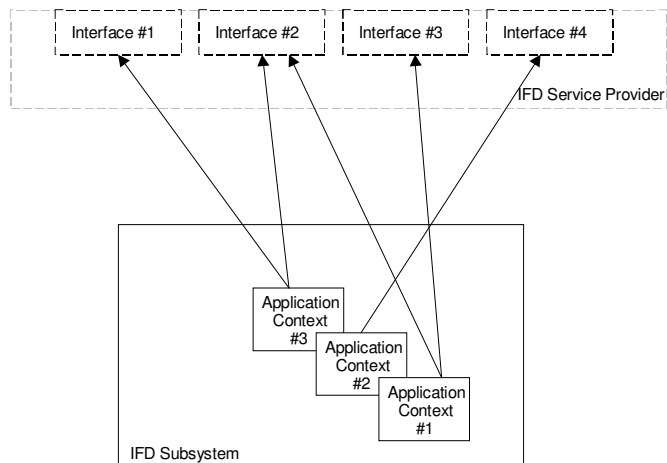 Interface #1
Interface #2
Interface #3
Interface #4
IFD Service Provider
Application
Context
#3
Application
Context
#2
Application
Context
#1
IFD Subsystem